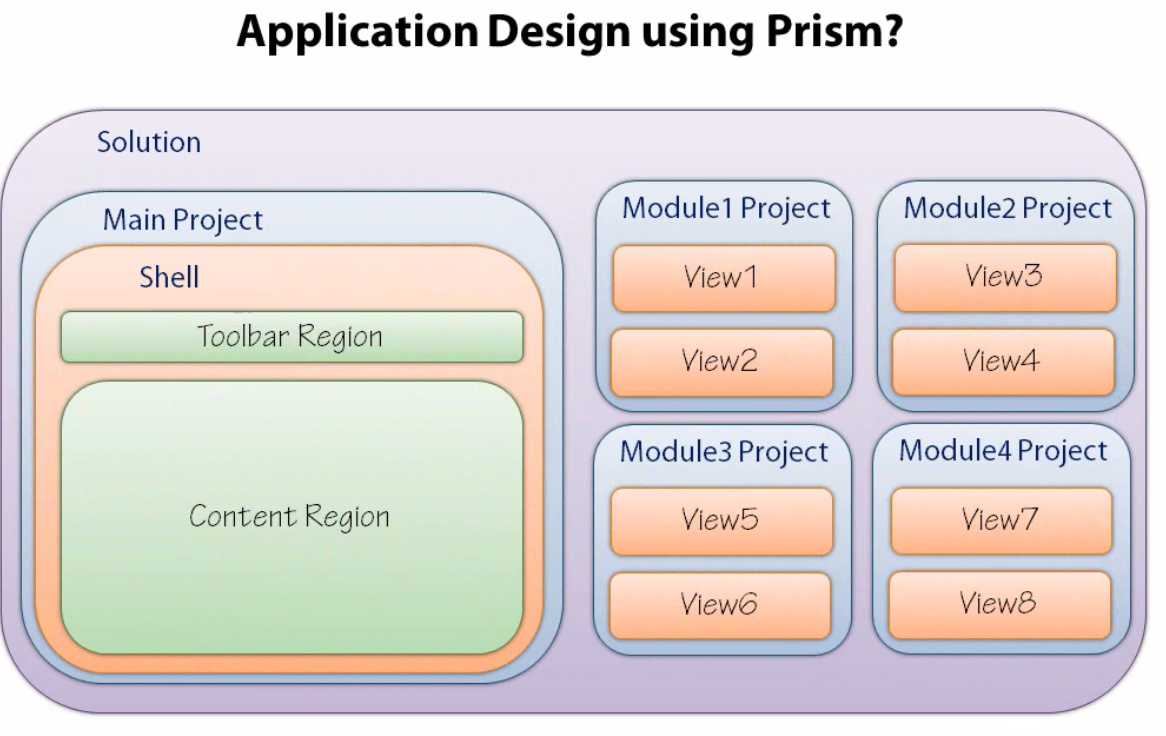 Application Design using Prism?
Solution
Main Project
Shell
Toolbar Region
Content Region
Module1 Project
View1
View2
Module2 Project
View3
View4
Module3 Project
View5
View6
Module4 Project
View7
View8